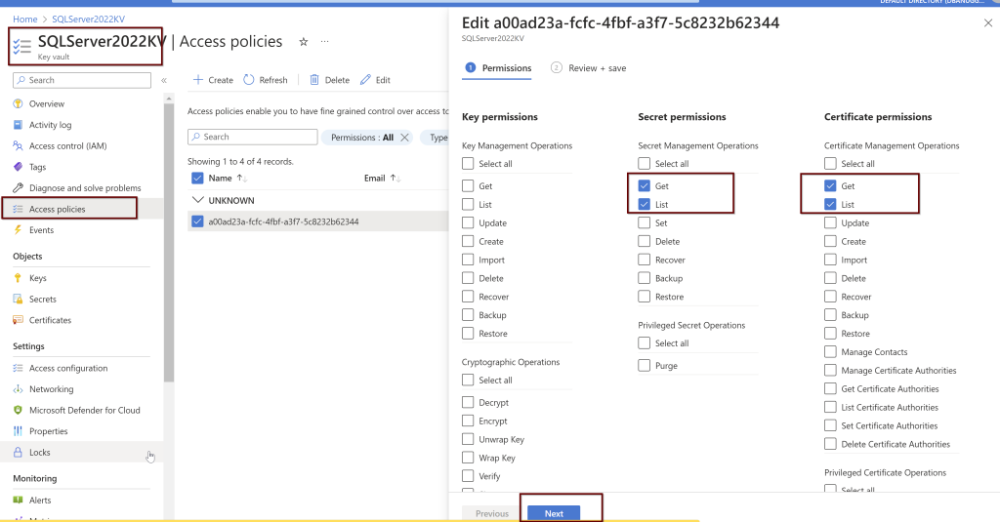 DEFAULT DIRECTORY (DBANUGG...
Home > SQLServer2022KV
SQLServer2022KV | Access policies ☆ ...
Key vault
Search «
Overview
Activity log
Access control (IAM)
Tags
Diagnose and solve problems
Access policies
Events
Objects
Keys
Secrets
Certificates
Settings
Access configuration
Networking
Microsoft Defender for Cloud
Properties
Locks
Monitoring
Alerts
+ Create Refresh Delete Edit
Access policies enable you to have fine grained control over access to
Search Permissions : All Type
Showing 1 to 4 of 4 records.
Name ↑↓ Email ↑↓
UNKNOWN
a00ad23a-fcfc-4fbf-a3f7-5c8232b62344
Edit a00ad23a-fcfc-4fbf-a3f7-5c8232b62344
SQLServer2022KV
1 Permissions 2 Review + save
Key permissions
Key Management Operations
Select all
Get
List
Update
Create
Import
Delete
Recover
Backup
Restore
Cryptographic Operations
Select all
Decrypt
Encrypt
Unwrap Key
Wrap Key
Verify
Secret permissions
Secret Management Operations
Select all
Get
List
Set
Delete
Recover
Backup
Restore
Privileged Secret Operations
Select all
Purge
Certificate permissions
Certificate Management Operations
Select all
Get
List
Update
Create
Import
Delete
Recover
Backup
Restore
Manage Contacts
Manage Certificate Authorities
Get Certificate Authorities
List Certificate Authorities
Set Certificate Authorities
Delete Certificate Authorities
Privileged Certificate Operations
Select all
Previous Next